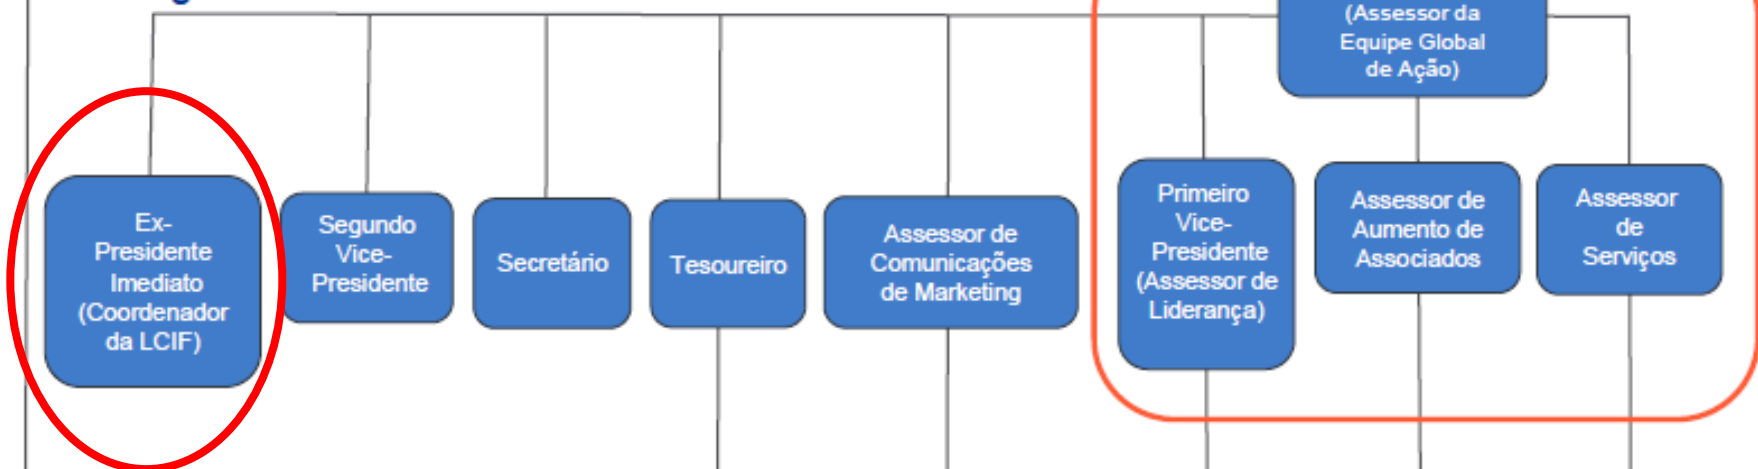 (Assessor da
Equipe Global
de Ação)
Ex-
Presidente
Imediato
(Coordenador
da LCIF)
Segundo
Vice-
Presidente
Secretário
Tesoureiro
Assessor de
Comunicações
de Marketing
Primeiro
Vice-
Presidente
(Assessor de
Liderança)
Assessor de
Aumento de
Associados
Assessor
de
Serviços